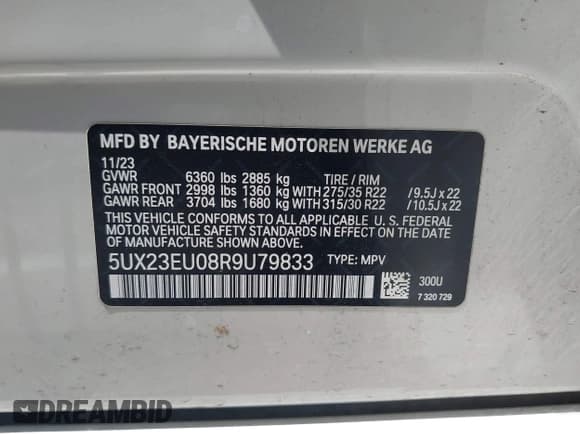 MFD BY BAYERISCHE MOTOREN WERKE AG
11/23
GVWR 6360 lbs 2885 kg TIRE / RIM
GAWR FRONT 2998 lbs 1360 kg WITH 275/35 R22 / 9.5J x 22
GAWR REAR 3704 lbs 1680 kg WITH 315/30 R22 / 10.5J x 22
THIS VEHICLE CONFORMS TO ALL APPLICABLE U. S. FEDERAL
MOTOR VEHICLE SAFETY STANDARDS IN EFFECT ON THE DATE
OF MANUFACTURE SHOWN ABOVE.
5UX23EU08R9U79833 TYPE: MPV
300U
7 320 729
DREAMBID